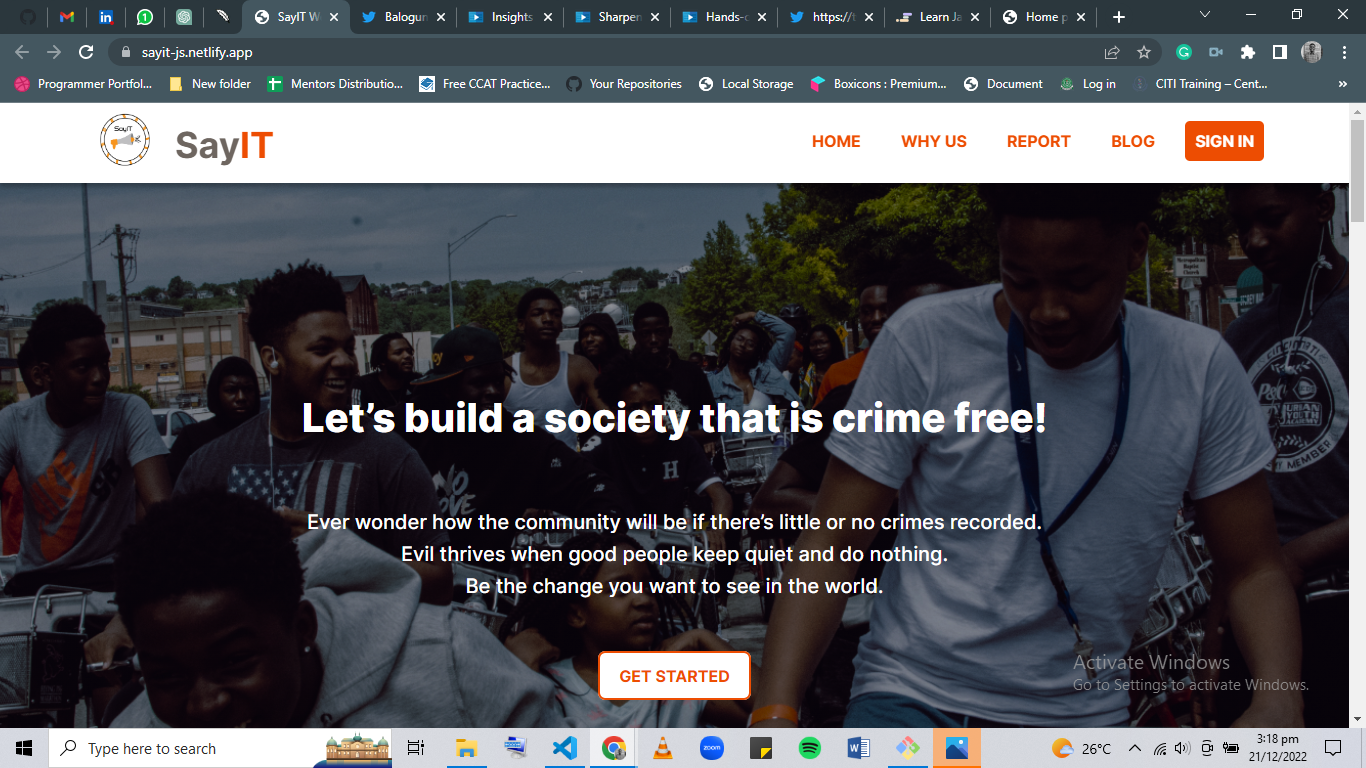 SayIT W
Balogun
Insights
Sharpen
Hands-o
https://t
Learn Ja
Home p
sayit-js.netlify.app
Programmer Portfol...
New folder
Mentors Distributio...
Free CCAT Practice...
Your Repositories
Local Storage
Boxicons : Premium...
Document
Log in
CITI Training – Cent...
»
SayIT
SayIT
HOME
WHY US
REPORT
BLOG
SIGN IN
Metropolitan
Baptist
Church
Let’s build a society that is crime free!
H
NO
LOVE
Ever wonder how the community will be if there’s little or no crimes recorded.
Evil thrives when good people keep quiet and do nothing.
Be the change you want to see in the world.
GET STARTED
Activate Windows
Go to Settings to activate Windows.
Type here to search
zoom
26°C
3:18 pm
21/12/2022